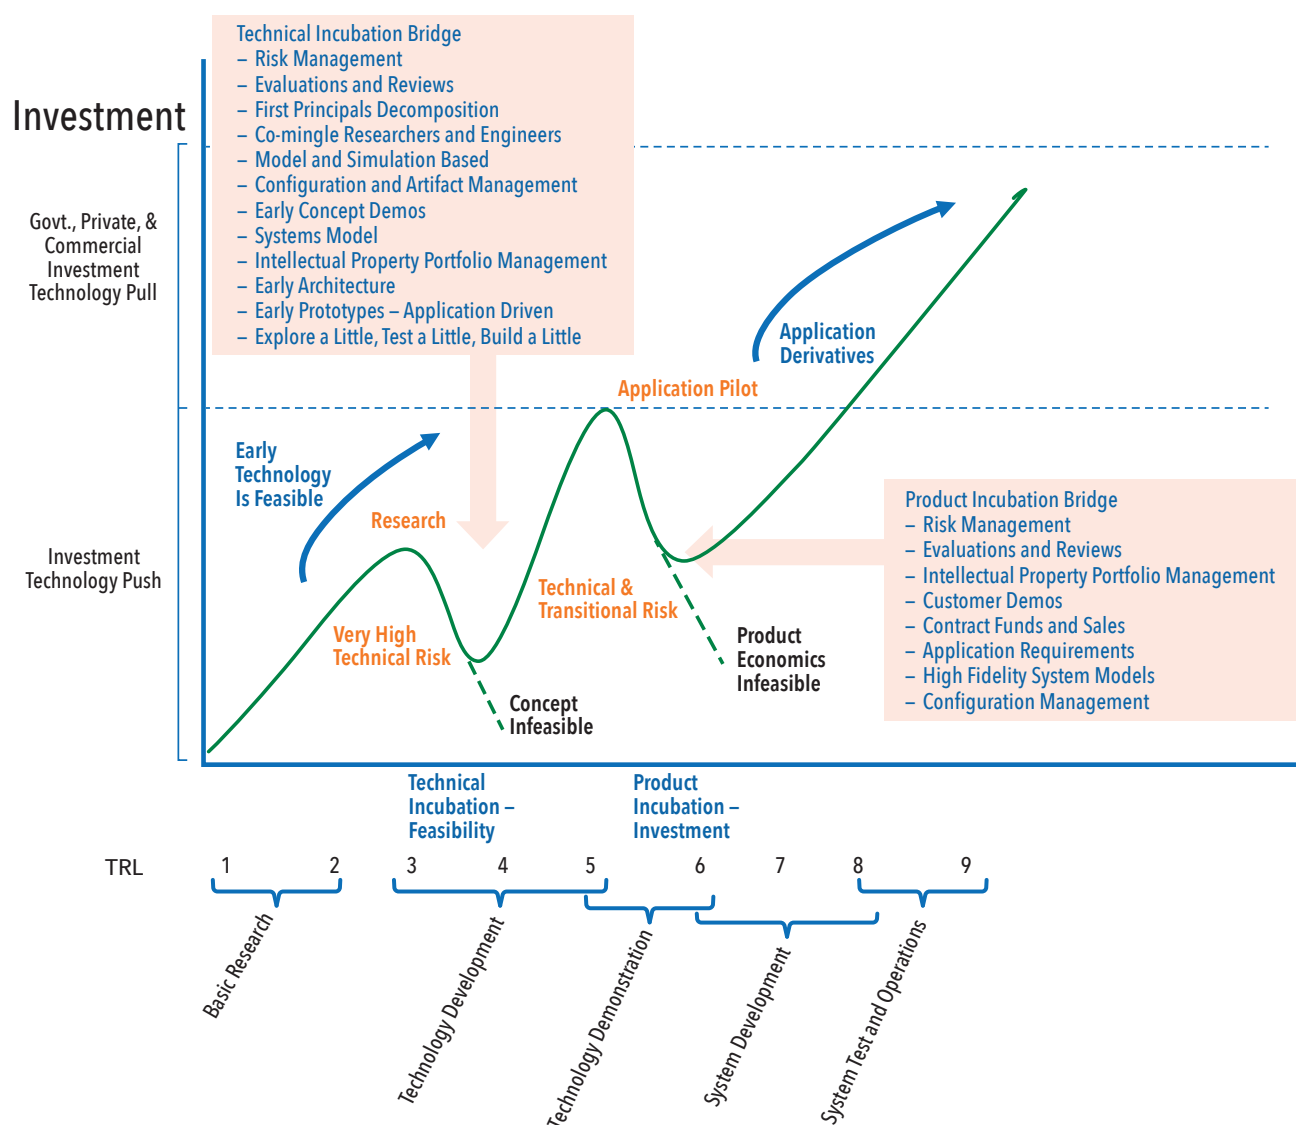 Technical Incubation Bridge
– Risk Management
– Evaluations and Reviews
– First Principals Decomposition
– Co-mingle Researchers and Engineers
– Model and Simulation Based
– Configuration and Artifact Management
– Early Concept Demos
– Systems Model
– Intellectual Property Portfolio Management
– Early Architecture
– Early Prototypes – Application Driven
– Explore a Little, Test a Little, Build a Little
Investment
Govt., Private, &
Commercial
Investment
Technology Pull
Application
Derivatives
Application Pilot
Early
Technology
Is Feasible
Research
Investment
Technology Push
Technical &
Transitional Risk
Very High
Technical Risk
Concept
Infeasible
Product
Economics
Infeasible
Product Incubation Bridge
– Risk Management
– Evaluations and Reviews
– Intellectual Property Portfolio Management
– Customer Demos
– Contract Funds and Sales
– Application Requirements
– High Fidelity System Models
– Configuration Management
Technical
Incubation –
Feasibility
Product
Incubation –
Investment
TRL 1 2 3 4 5 6 7 8 9
Basic Research
Technology Development
Technology Demonstration
System Development
System Test and Operations